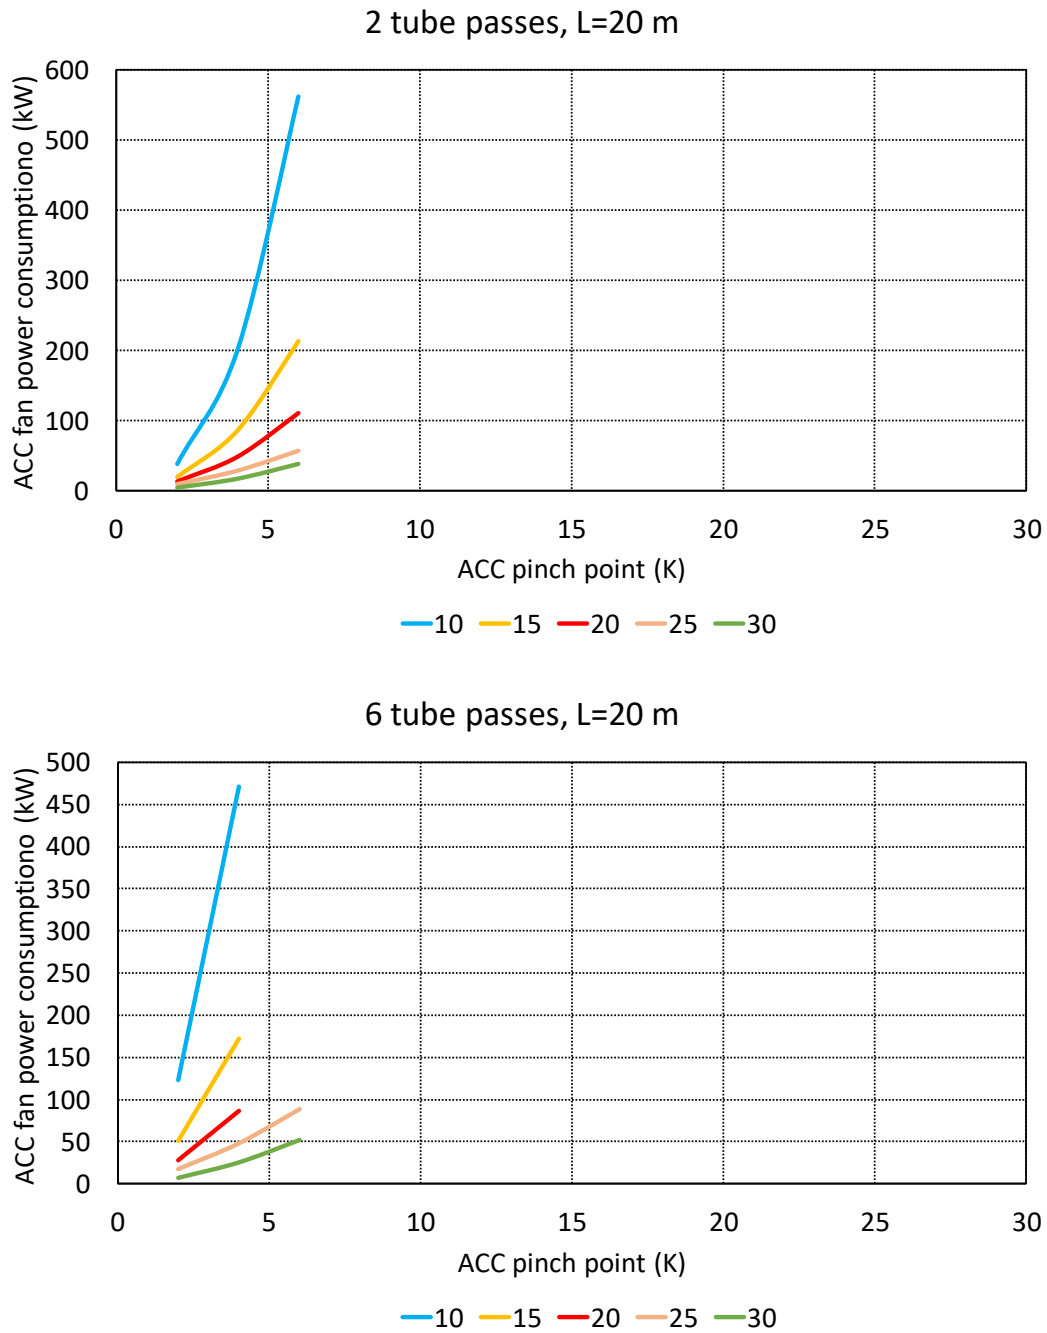 2 tube passes, L=20 m
ACC fan power consumptiono (kW)
600
500
400
300
200
100
0
0 5 10 15 20 25 30
ACC pinch point (K)
10 15 20 25 30
6 tube passes, L=20 m
ACC fan power consumptiono (kW)
500
450
400
350
300
250
200
150
100
50
0
0 5 10 15 20 25 30
ACC pinch point (K)
10 15 20 25 30